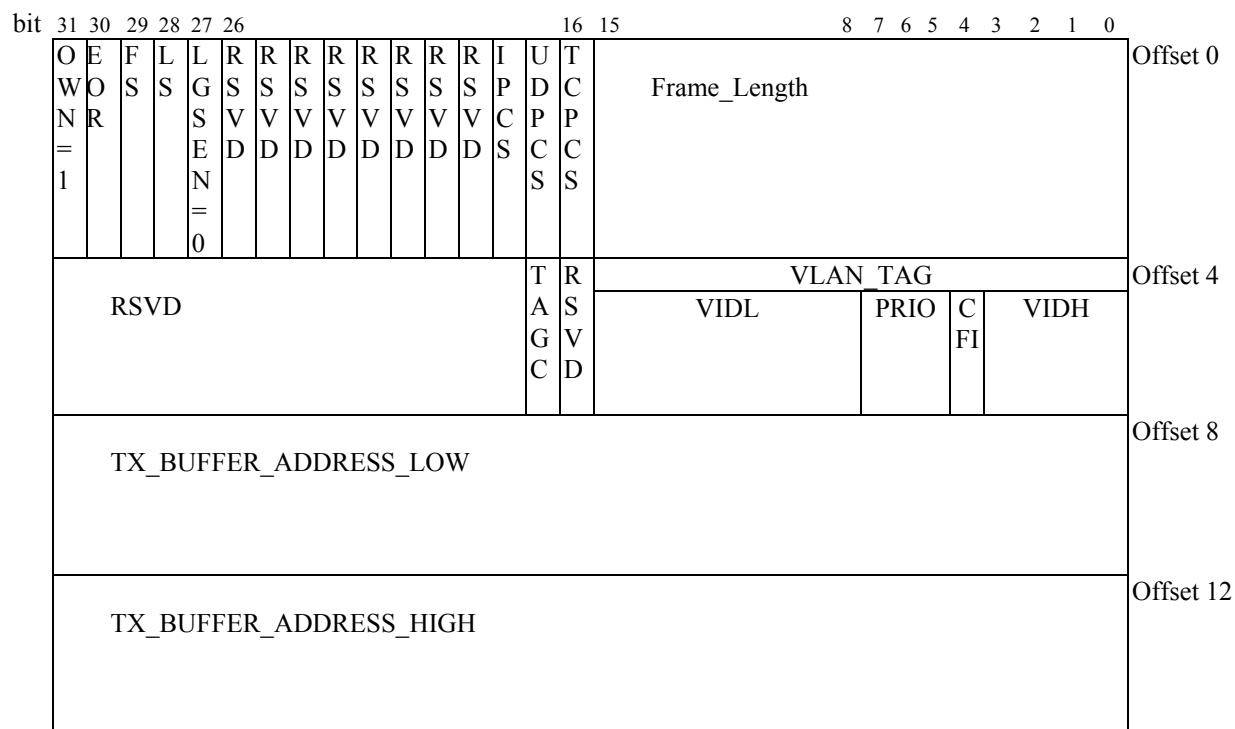 bit 31 30 29 28 27 26 16 15 8 7 6 5 4 3 2 1 0
O E F L L R R R R R R R R I U T Offset 0
W O S S G S S S S S S S S P D C Frame_Length
N R S V V V V V V V V C P P
= E D D D D D D D D S C C
1 N S S
=
0
T R VLAN_TAG Offset 4
RSVD A S VIDL PRIO C VIDH
G V FI
C D
Offset 8
TX_BUFFER_ADDRESS_LOW
Offset 12
TX_BUFFER_ADDRESS_HIGH